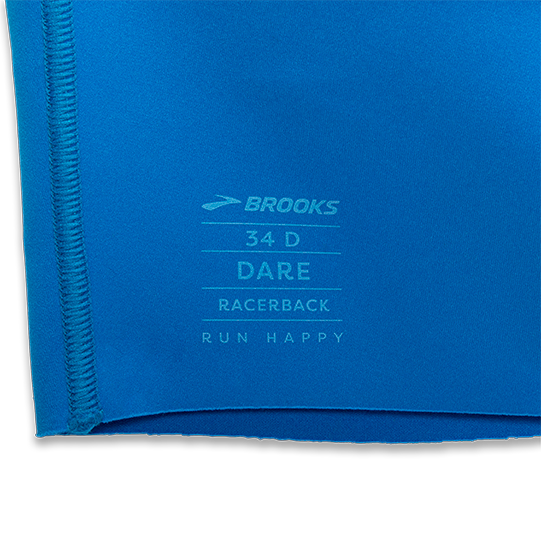 BROOKS
34 D
DARE
RACERBACK
RUN HAPPY